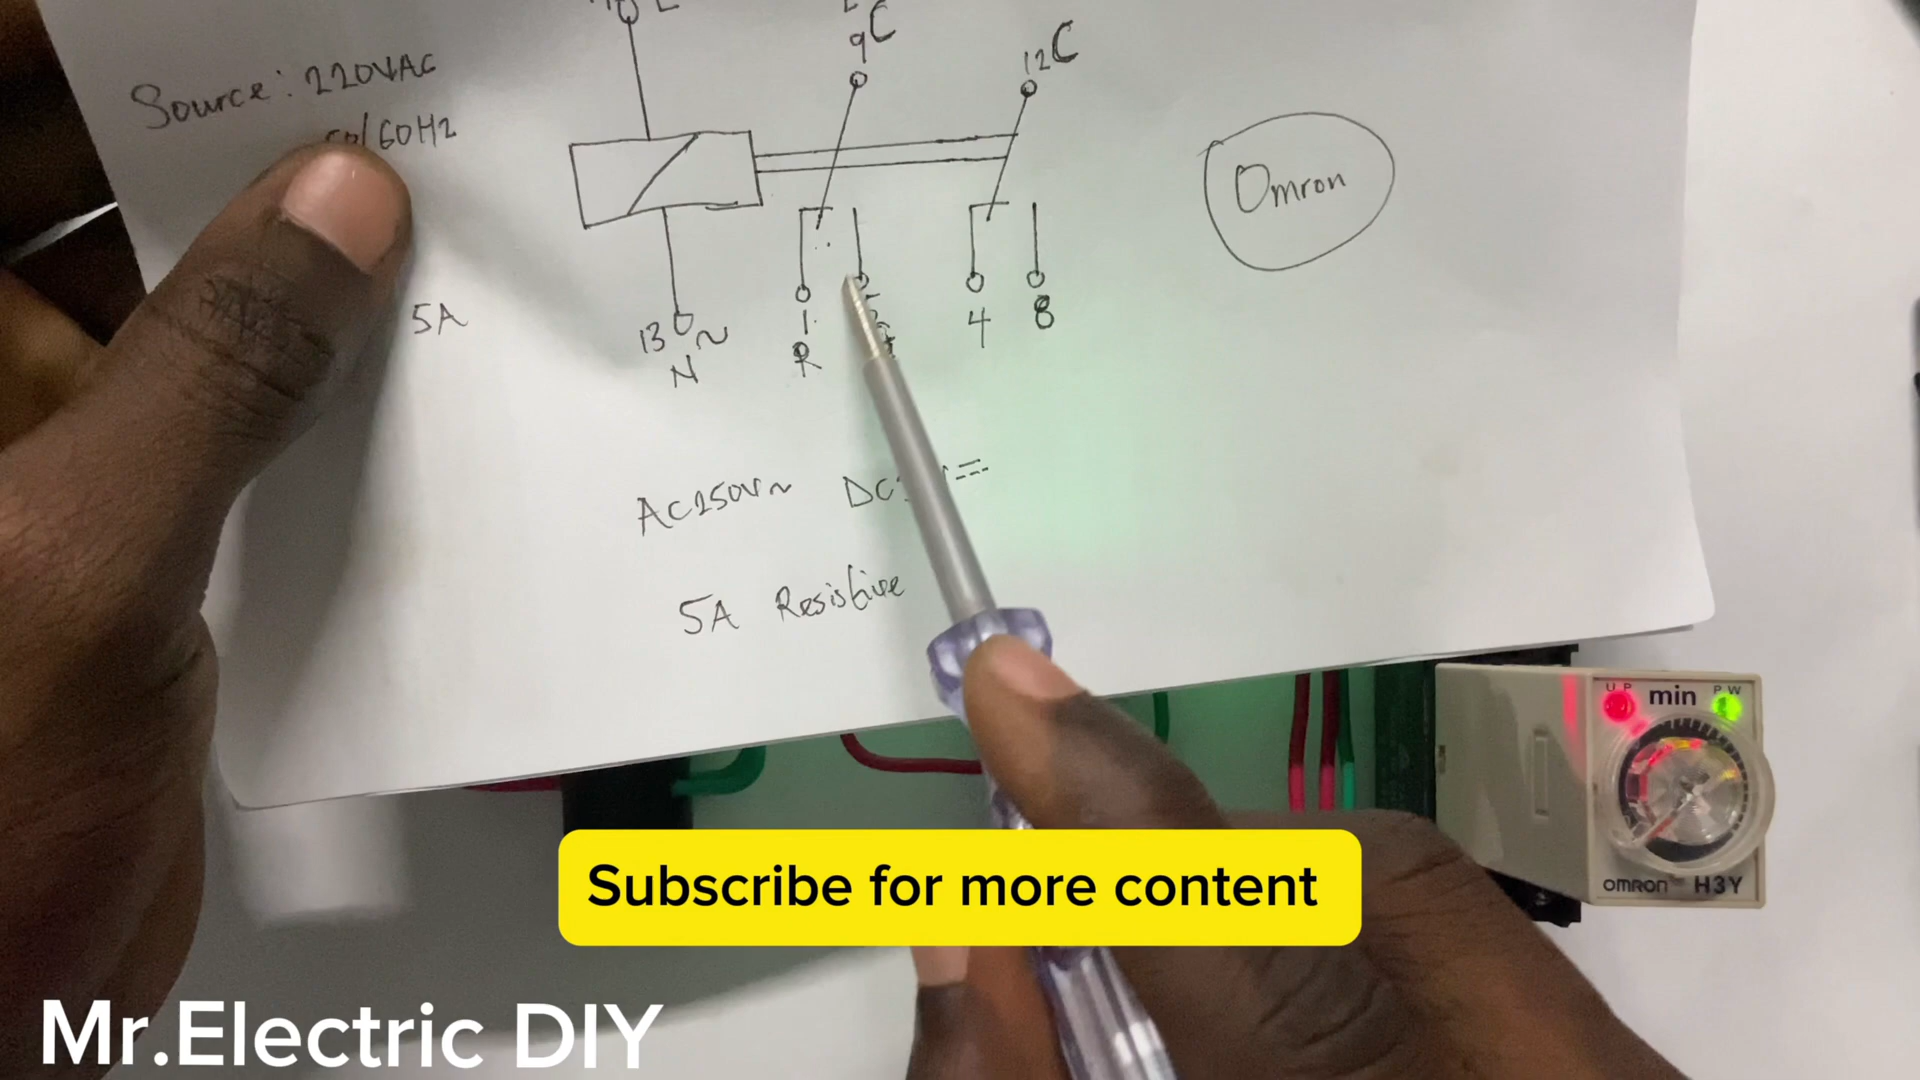 9C
12C
Source: 220VAC
/60Hz
Omron
5A
13 ~
N
1
R
4
8
AC250V~ DC
5A Resistive
UP min PW
OMRON H3Y
Subscribe for more content
Mr.Electric DIY